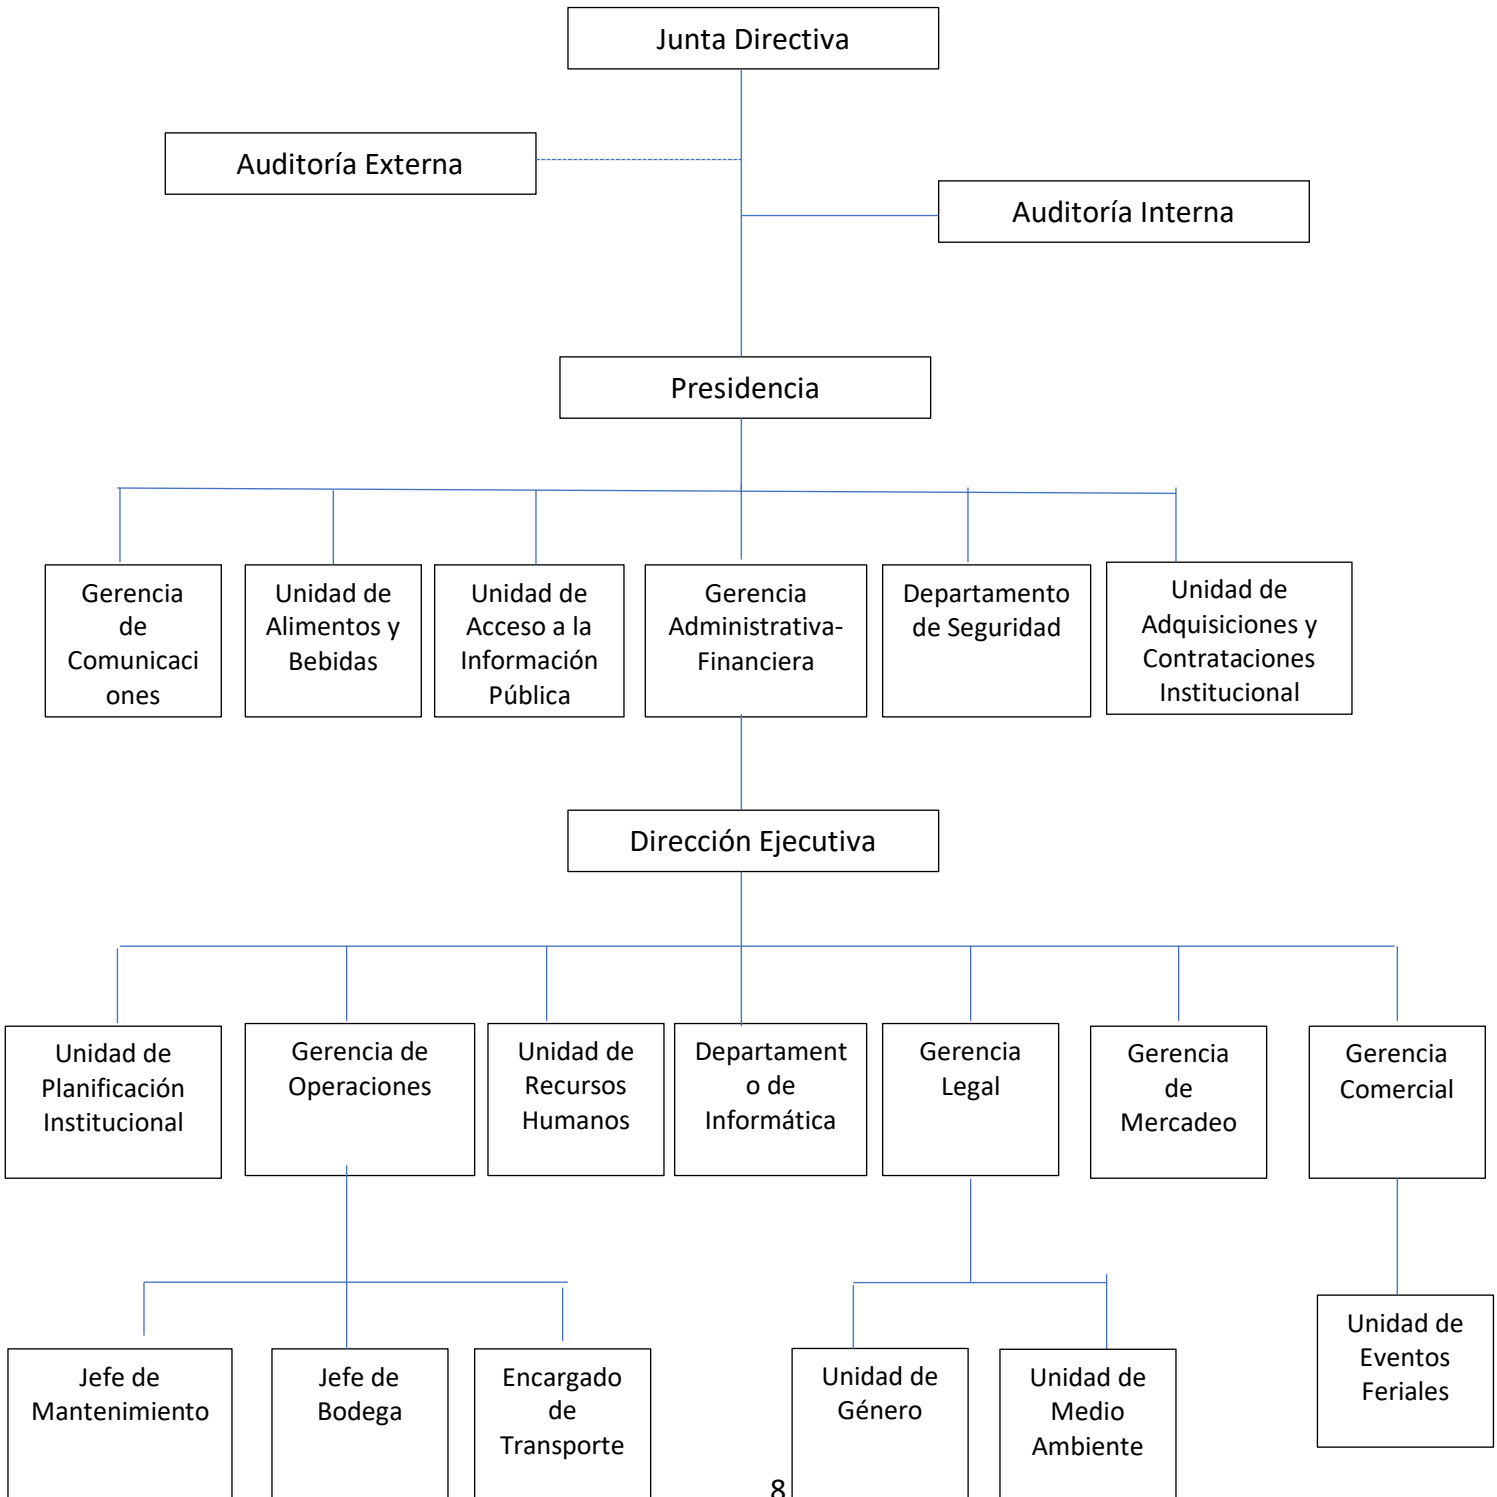 Junta Directiva
Auditoría Externa
Auditoría Interna
Presidencia
Gerencia
de
Comunicaci
ones
Unidad de
Alimentos y
Bebidas
Unidad de
Acceso a la
Información
Pública
Gerencia
Administrativa-
Financiera
Departamento
de Seguridad
Unidad de
Adquisiciones y
Contrataciones
Institucional
Dirección Ejecutiva
Unidad de
Planificación
Institucional
Gerencia de
Operaciones
Unidad de
Recursos
Humanos
Departament
o de
Informática
Gerencia
Legal
Gerencia
de
Mercadeo
Gerencia
Comercial
Jefe de
Mantenimiento
Jefe de
Bodega
Encargado
de
Transporte
Unidad de
Género
Unidad de
Medio
Ambiente
Unidad de
Eventos
Feriales
8